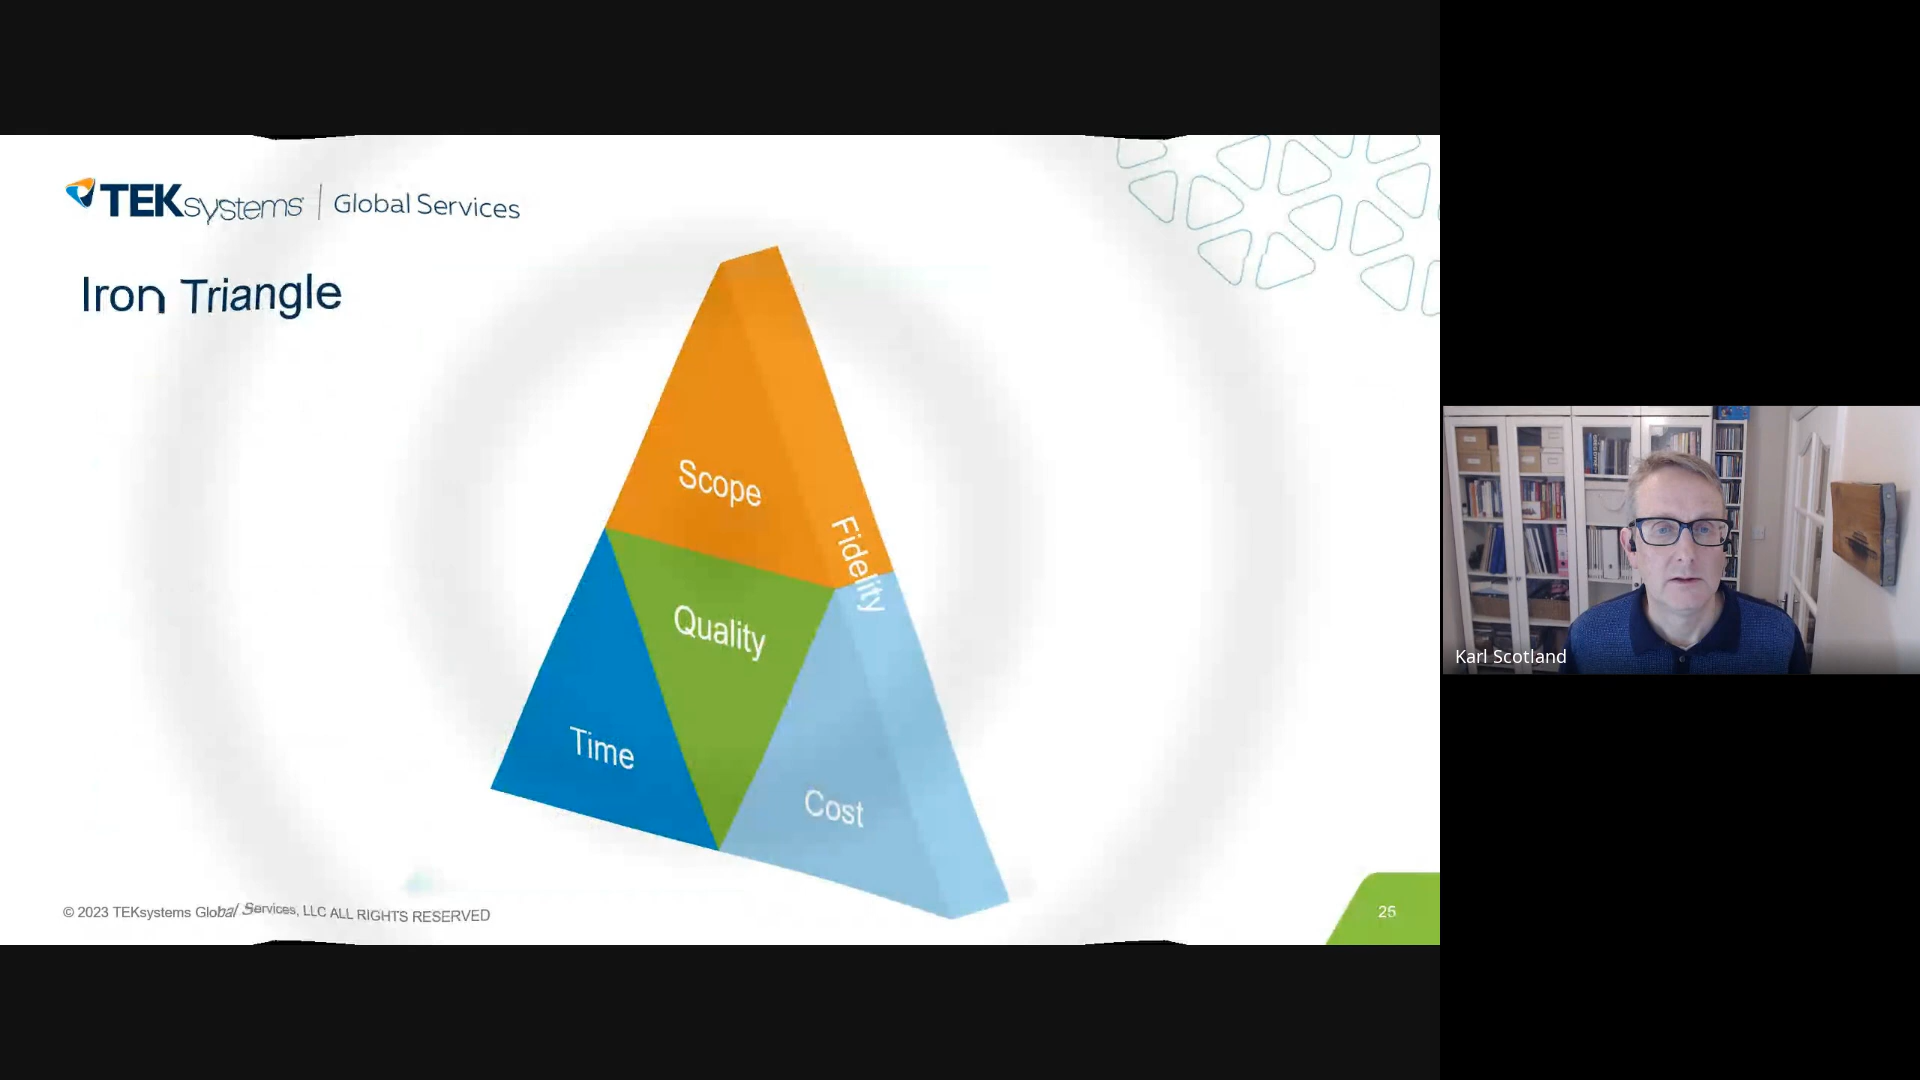 TEKsystems | Global Services
Iron Triangle
Scope
Fidelity
Quality
Time
Cost
© 2023 TEKsystems Global Services, LLC ALL RIGHTS RESERVED
25
Karl Scotland